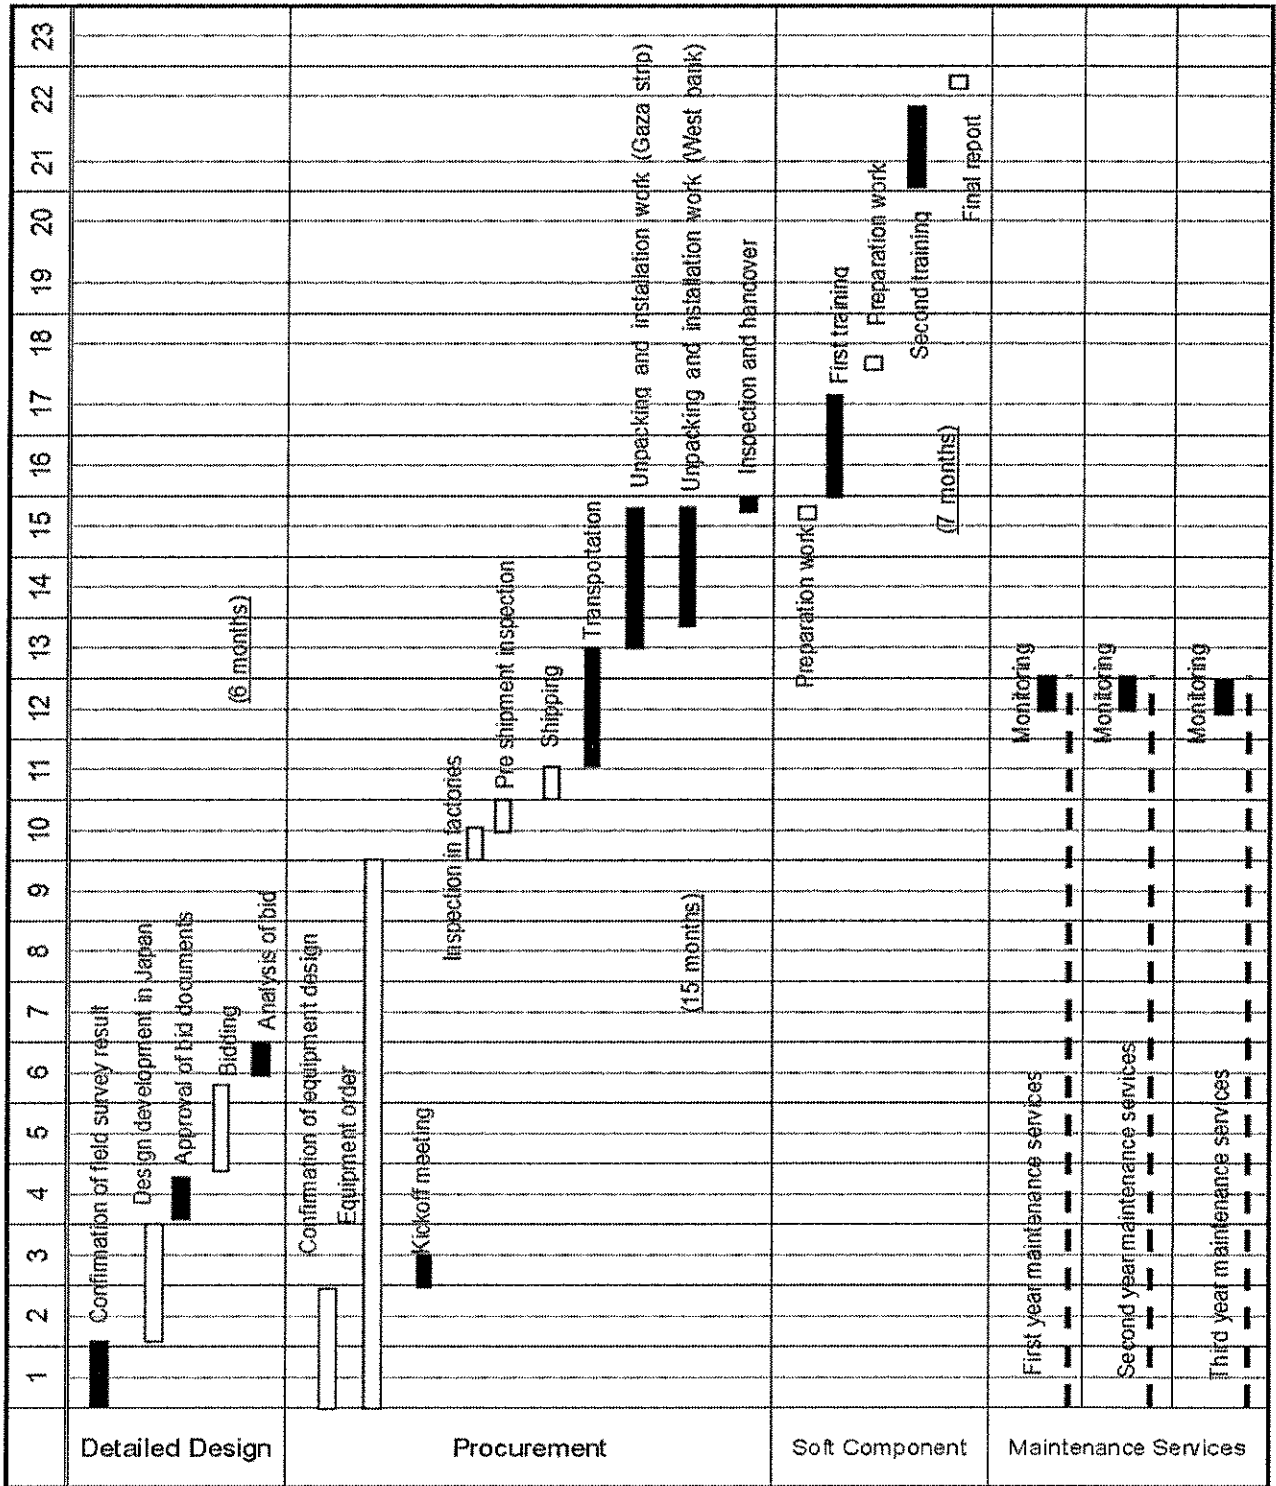 1 2 3 4 5 6 7 8 9 10 11 12 13 14 15 16 17 18 19 20 21 22 23
Detailed Design
Confirmation of field survey result
Design development in Japan
Approval of bid documents
Bidding
(6 months)
Analysis of bid
Procurement
Confirmation of equipment design
Equipment order
Kickoff meeting
Inspection in factories
Pre shipment inspection
Shipping
Transportation
Unpacking and installation work (Gaza strip)
Unpacking and installation work (West bank)
(15 months)
Inspection and handover
Soft Component
Preparation work
First training
Preparation work
Second training
(7 months)
Final report
Maintenance Services
Monitoring
First year maintenance services
Monitoring
Second year maintenance services
Monitoring
Third year maintenance services